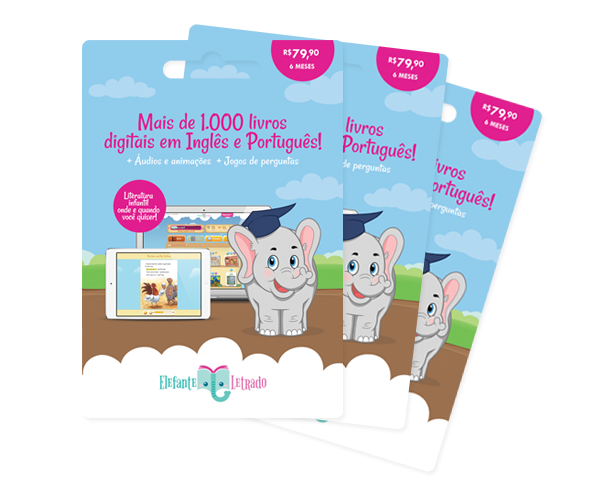 R$79,90
6 MESES
Mais de 1.000 livros
digitais em Inglês e Português!
+ Áudios e animações + Jogos de perguntas
Literatura
infantil
onde e quando
você quiser!
Elefante Letrado
R$79,90
6 MESES
livros
Português!
de perguntas
R$79,90
6 MESES
livros
ortuguês!
perguntas